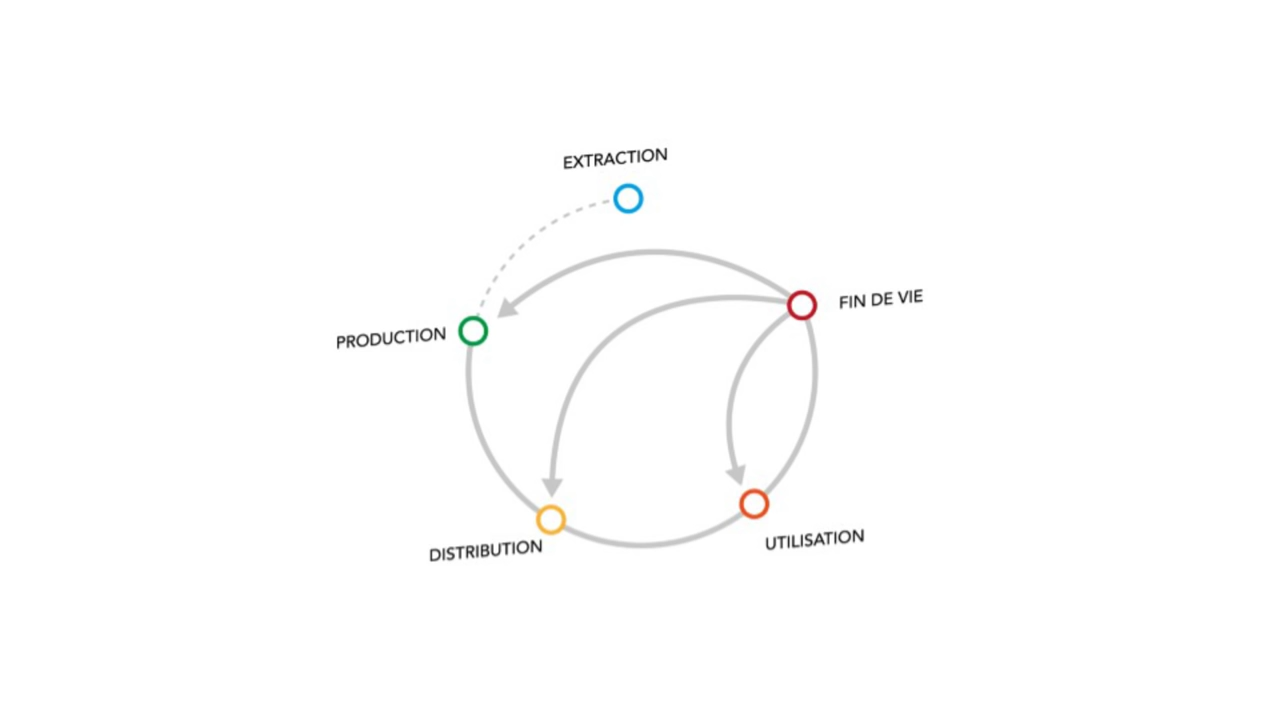 EXTRACTION
FIN DE VIE
PRODUCTION
UTILISATION
DISTRIBUTION